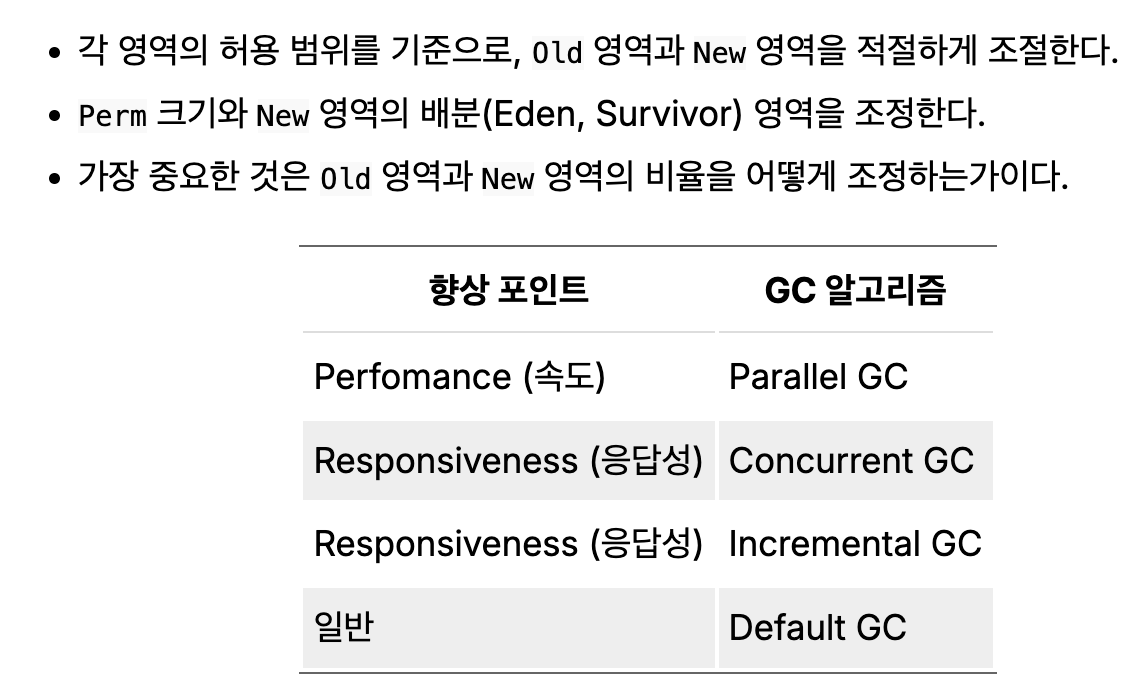 • 각 영역의 허용 범위를 기준으로, Old 영역과 New 영역을 적절하게 조절한다.
• Perm 크기와 New 영역의 배분(Eden, Survivor) 영역을 조정한다.
• 가장 중요한 것은 Old 영역과 New 영역의 비율을 어떻게 조정하는가이다.
향상 포인트 GC 알고리즘
Perfomance (속도) Parallel GC
Responsiveness (응답성) Concurrent GC
Responsiveness (응답성) Incremental GC
일반 Default GC